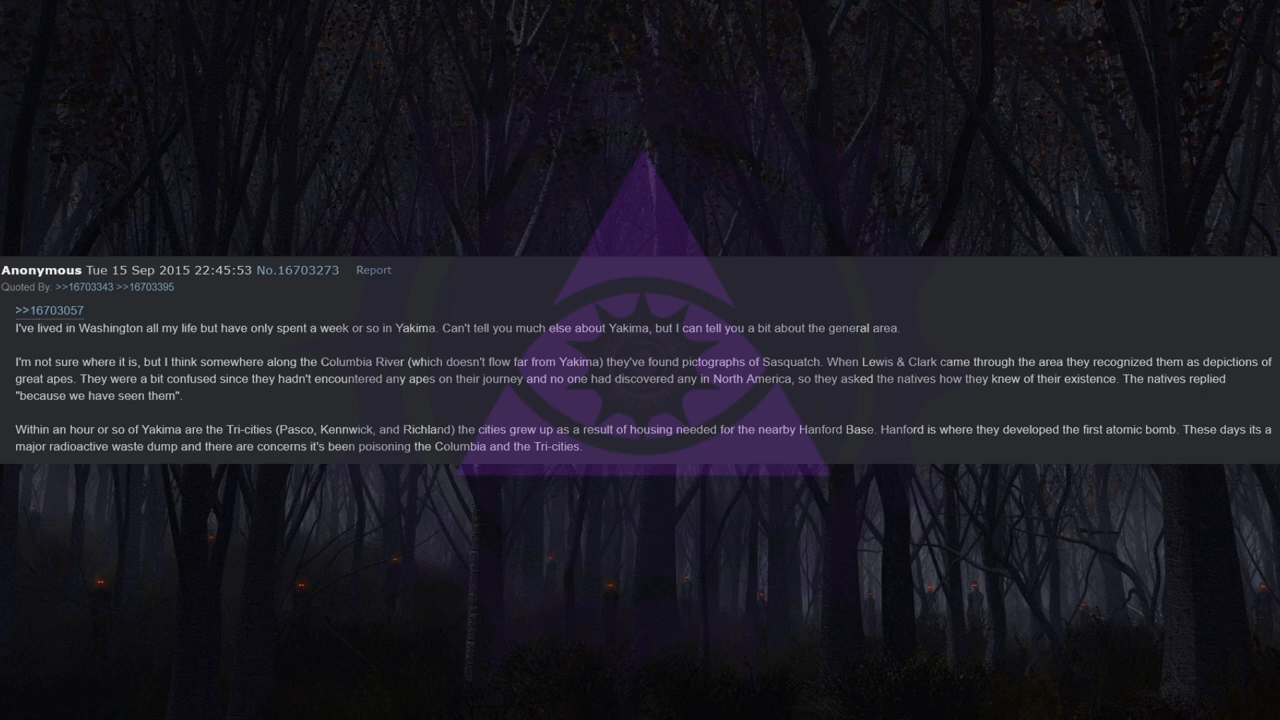 Anonymous Tue 15 Sep 2015 22:45:53 No.16703273 Report
Quoted By: >>16703343 >>16703395
>>16703057
I've lived in Washington all my life but have only spent a week or so in Yakima. Can't tell you much else about Yakima, but I can tell you a bit about the general area.
I'm not sure where it is, but I think somewhere along the Columbia River (which doesn't flow far from Yakima) they've found pictographs of Sasquatch. When Lewis & Clark came through the area they recognized them as depictions of
great apes. They were a bit confused since they hadn't encountered any apes on their journey and no one had discovered any in North America, so they asked the natives how they knew of their existence. The natives replied
"because we have seen them".
Within an hour or so of Yakima are the Tri-cities (Pasco, Kennwick, and Richland) the cities grew up as a result of housing needed for the nearby Hanford Base. Hanford is where they developed the first atomic bomb. These days its a
major radioactive waste dump and there are concerns it's been poisoning the Columbia and the Tri-cities.